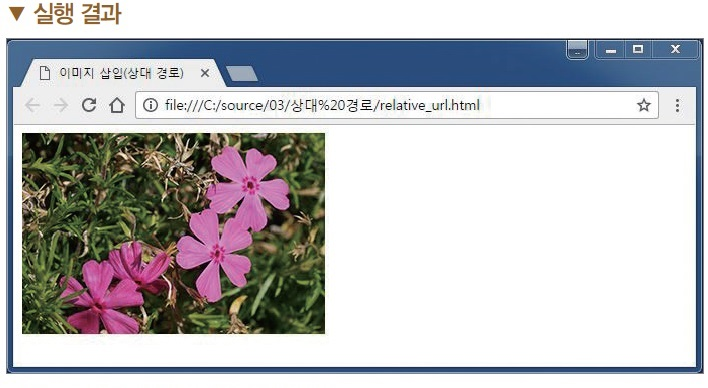 ▼ 실행 결과
이미지 삽입(상대 경로)
file:///C:/source/03/상대%20경로/relative_url.html